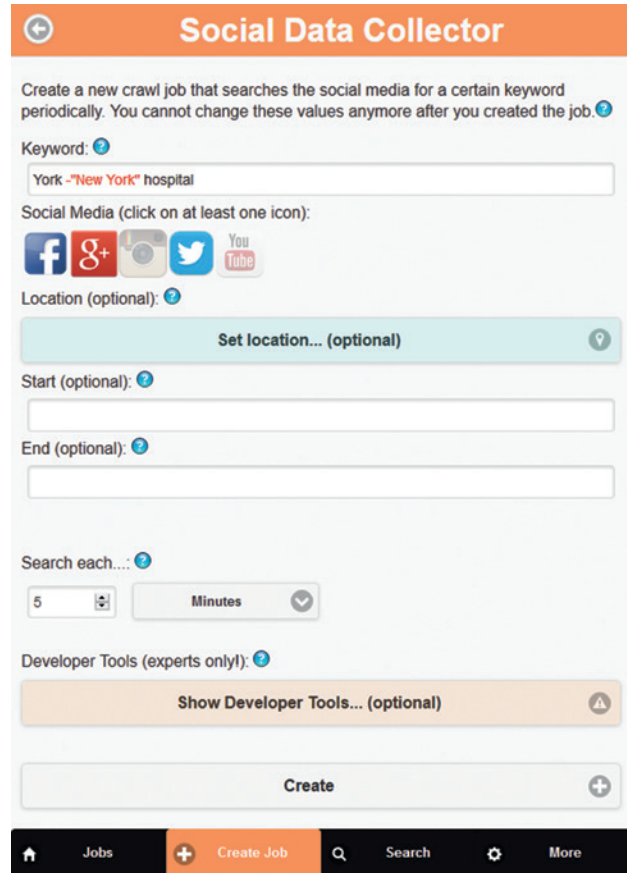 Social Data Collector
Create a new crawl job that searches the social media for a certain keyword
periodically. You cannot change these values anymore after you created the job.?
Keyword: ?
York -"New York" hospital
Social Media (click on at least one icon):
f g+ You Tube
Location (optional): ?
Set location... (optional)
Start (optional): ?
End (optional): ?
Search each...: ?
5 Minutes
Developer Tools (experts only!): ?
Show Developer Tools... (optional)
Create
Jobs Create Job Search More